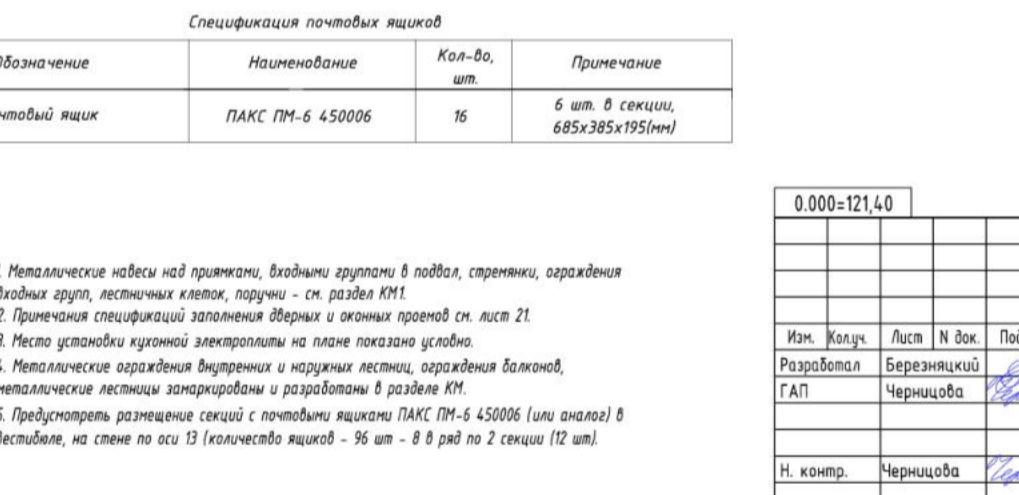 Спецификация почтовых ящиков
Обозначение Наименование Кол-во, шт. Примечание
почтовый ящик ПАКС ПМ-6 450006 16 6 шт. в секции, 685х385х195(мм)
0.000=121,40
1. Металлические навесы над приямками, входными группами в подвал, стремянки, ограждения
входных групп, лестничных клеток, поручни - см. раздел КМ1.
2. Примечания спецификаций заполнения дверных и оконных проемов см. лист 21.
3. Место установки кухонной электроплиты на плане показано условно.
4. Металлические ограждения внутренних и наружных лестниц, ограждения балконов,
металлические лестницы замаркированы и разработаны в разделе КМ.
5. Предусмотреть размещение секций с почтовыми ящиками ПАКС ПМ-6 450006 (или аналог) в
вестибюле, на стене по оси 13 (количество ящиков - 96 шт - 8 в ряд по 2 секции (12 шт).
Изм. Кол.уч. Лист N док. Под
Разработал Березняцкий
ГАП Черницова
Н. контр. Черницова